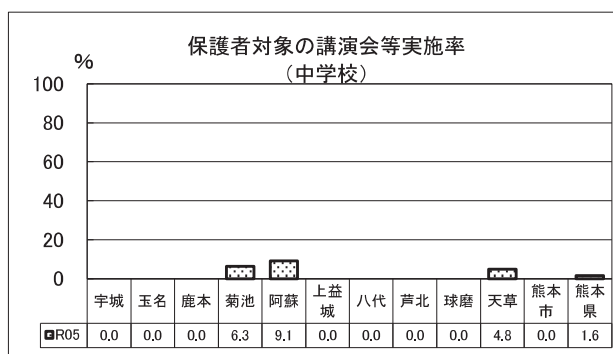 保護者対象の講演会等実施率
(中学校)
%
100
80
60
40
20
0
宇城 玉名 鹿本 菊池 阿蘇 上益城 八代 芦北 球磨 天草 熊本市 熊本県
R05 0.0 0.0 0.0 6.3 9.1 0.0 0.0 0.0 0.0 4.8 0.0 1.6